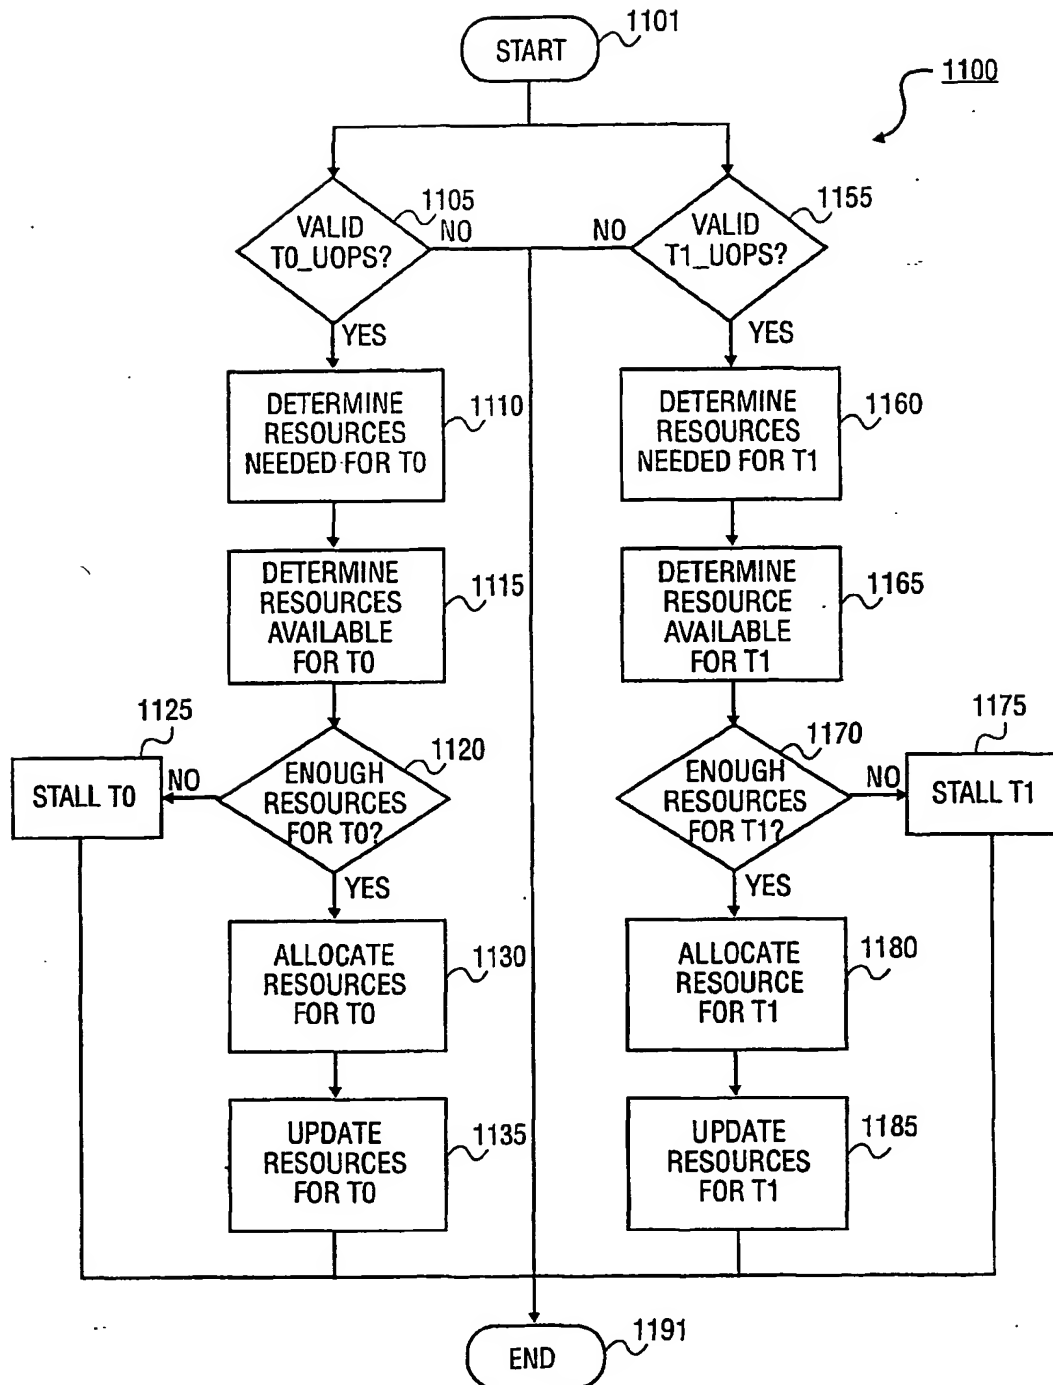 1101
START
1100
1105
VALID
T0_UOPS?
NO
YES
1155
VALID
T1_UOPS?
NO
YES
DETERMINE
RESOURCES
NEEDED FOR T0
1110
DETERMINE
RESOURCES
NEEDED FOR T1
1160
DETERMINE
RESOURCES
AVAILABLE
FOR T0
1115
DETERMINE
RESOURCE
AVAILABLE
FOR T1
1165
1125
STALL T0
NO
1120
ENOUGH
RESOURCES
FOR T0?
YES
1170
ENOUGH
RESOURCES
FOR T1?
NO
YES
1175
STALL T1
ALLOCATE
RESOURCES
FOR T0
1130
ALLOCATE
RESOURCE
FOR T1
1180
UPDATE
RESOURCES
FOR T0
1135
UPDATE
RESOURCES
FOR T1
1185
END
1191